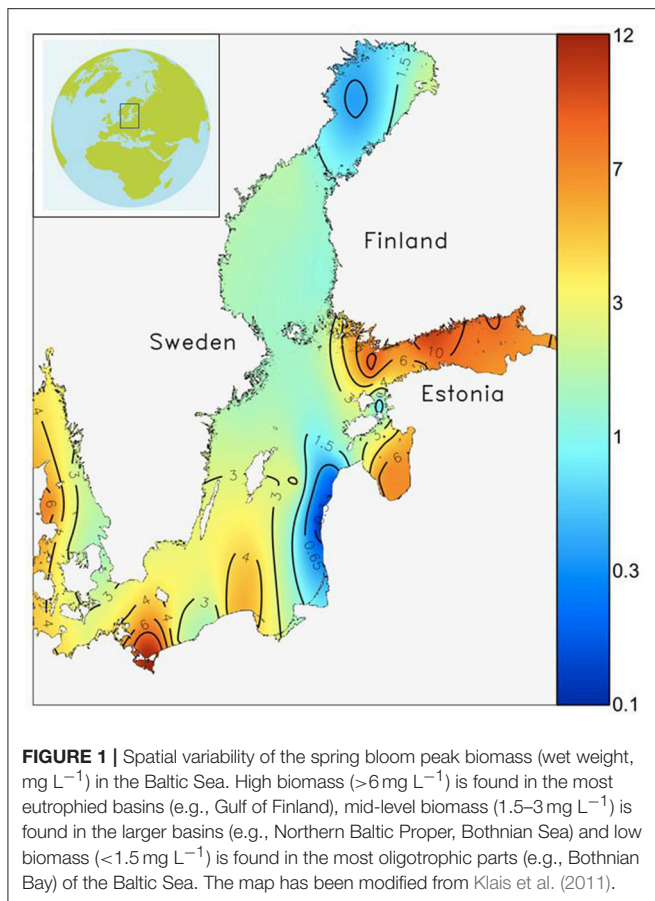 12
7
3
1
0.3
0.1
Finland
Sweden
Estonia
1.5
10
6
4
3
1.5
6
3
3
0.65
4
3
4
6
4
3
6
4
4
FIGURE 1 | Spatial variability of the spring bloom peak biomass (wet weight,
mg L⁻¹) in the Baltic Sea. High biomass (>6 mg L⁻¹) is found in the most
eutrophied basins (e.g., Gulf of Finland), mid-level biomass (1.5–3 mg L⁻¹) is
found in the larger basins (e.g., Northern Baltic Proper, Bothnian Sea) and low
biomass (<1.5 mg L⁻¹) is found in the most oligotrophic parts (e.g., Bothnian
Bay) of the Baltic Sea. The map has been modified from Klais et al. (2011).